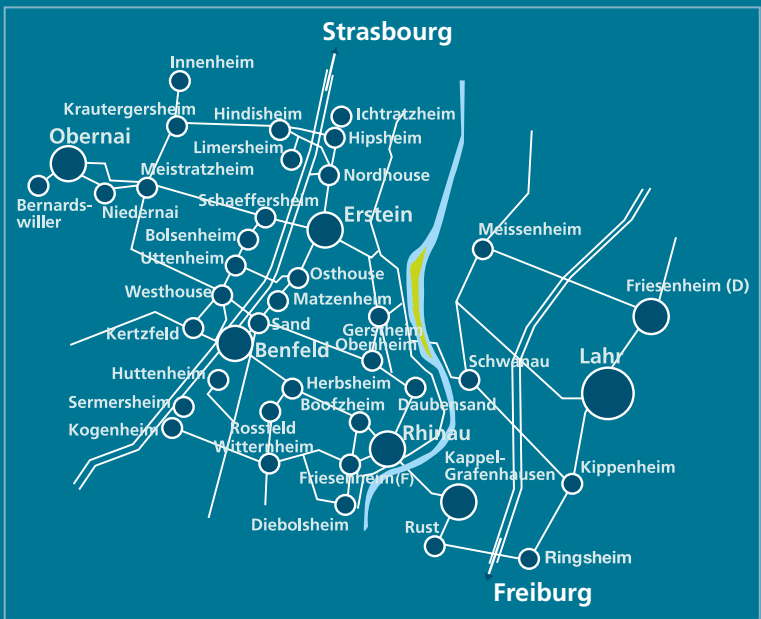 Strasbourg
Innenheim
Krautergersheim
Hindisheim
Ichtratzheim
Obernai
Limersheim
Hipsheim
Meistratzheim
Nordhouse
Bernards-
willer
Niedernai
Schaeffersheim
Erstein
Bolsenheim
Meissenheim
Uttenheim
Osthouse
Friesenheim (D)
Westhouse
Matzenheim
Kertzfeld
Sand
Gerstheim
Benfeld
Obenheim
Schwanau
Lahr
Huttenheim
Herbsheim
Daubensand
Sermersheim
Boofzheim
Kogenheim
Rossfeld
Rhinau
Witternheim
Kappel-
Grafenhausen
Kippenheim
Friesenheim (F)
Diebolsheim
Rust
Ringsheim
Freiburg